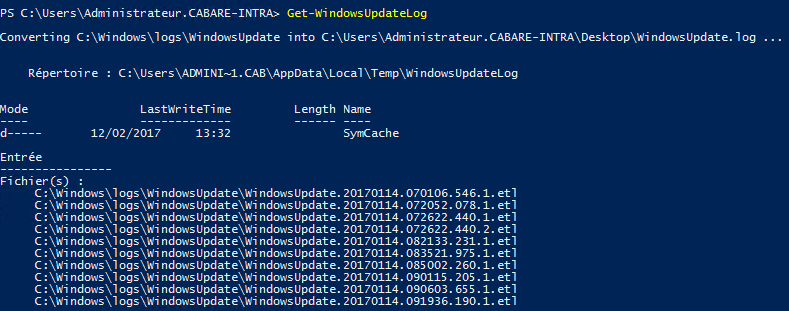 PS C:\Users\Administrateur.CABARE-INTRA> Get-WindowsUpdateLog
Converting C:\Windows\logs\WindowsUpdate into C:\Users\Administrateur.CABARE-INTRA\Desktop\WindowsUpdate.log ...
Répertoire : C:\Users\ADMINI~1.CAB\AppData\Local\Temp\WindowsUpdateLog
Mode LastWriteTime Length Name
---- ------------- ------ ----
d----- 12/02/2017 13:32 SymCache
Entrée
----------------
Fichier(s) :
C:\Windows\logs\WindowsUpdate\WindowsUpdate.20170114.070106.546.1.etl
C:\Windows\logs\WindowsUpdate\WindowsUpdate.20170114.072052.078.1.etl
C:\Windows\logs\WindowsUpdate\WindowsUpdate.20170114.072622.440.1.etl
C:\Windows\logs\WindowsUpdate\WindowsUpdate.20170114.072622.440.2.etl
C:\Windows\logs\WindowsUpdate\WindowsUpdate.20170114.082133.231.1.etl
C:\Windows\logs\WindowsUpdate\WindowsUpdate.20170114.083521.975.1.etl
C:\Windows\logs\WindowsUpdate\WindowsUpdate.20170114.085002.260.1.etl
C:\Windows\logs\WindowsUpdate\WindowsUpdate.20170114.090115.205.1.etl
C:\Windows\logs\WindowsUpdate\WindowsUpdate.20170114.090603.655.1.etl
C:\Windows\logs\WindowsUpdate\WindowsUpdate.20170114.091936.190.1.etl